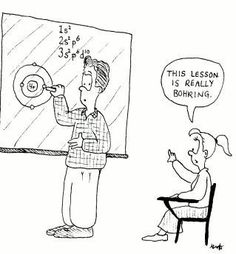 1s²
2s²p⁶
3s²p⁶d¹⁰
THIS LESSON
IS REALLY
BOHRING.